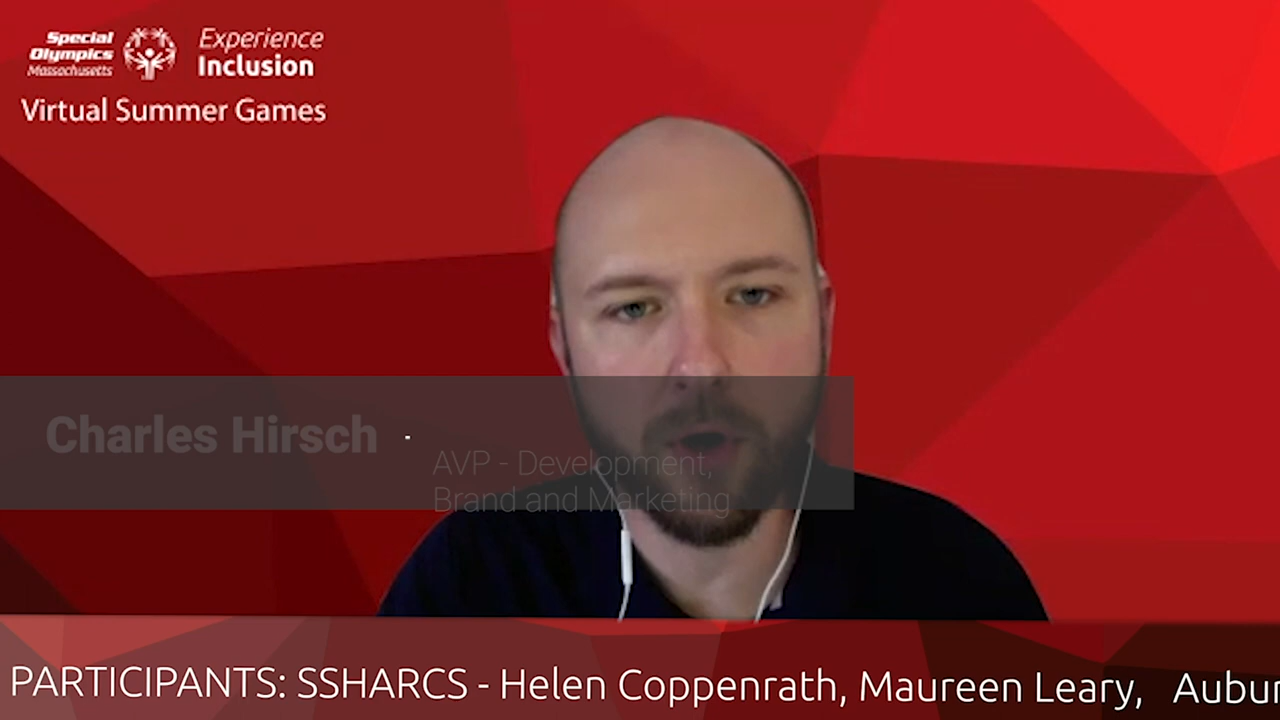 Special
Olympics
Massachusetts
Experience
Inclusion
Virtual Summer Games
Charles Hirsch
AVP - Development,
Brand and Marketing
PARTICIPANTS: SSHARCS - Helen Coppenrath, Maureen Leary,